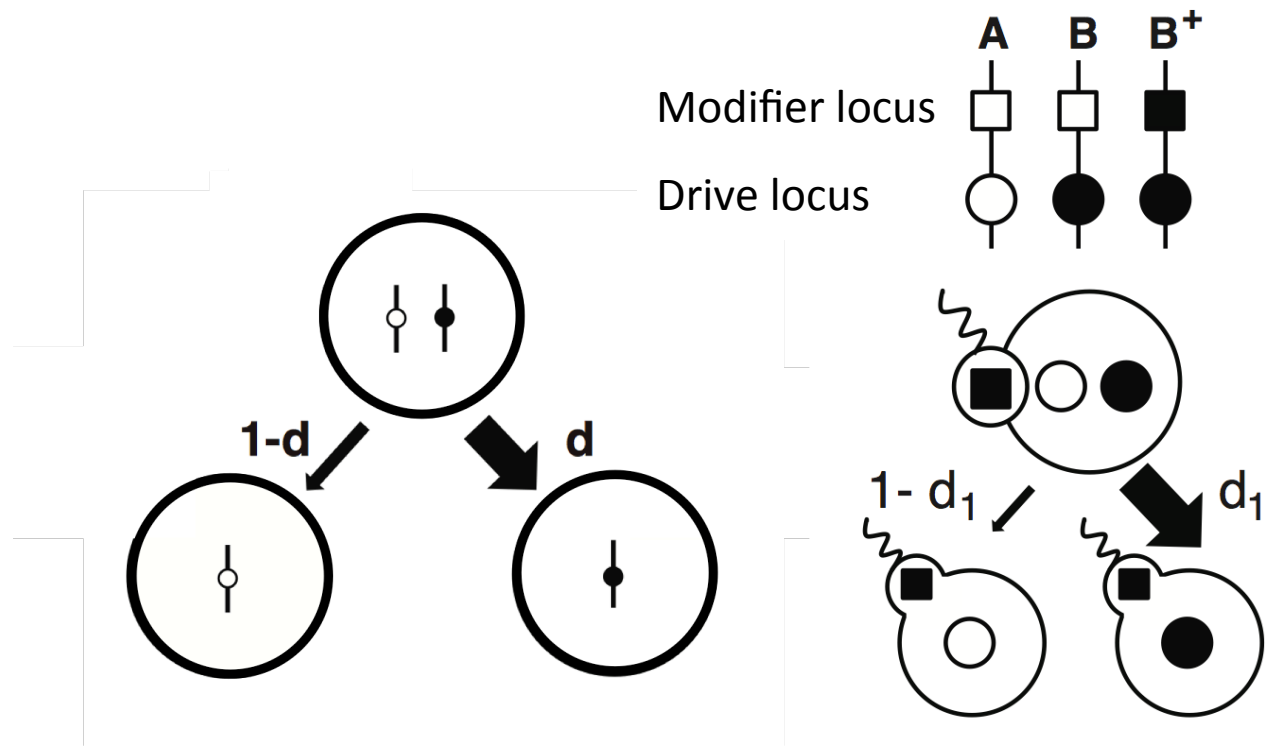 A B B+
Modifier locus
Drive locus
1-d d
1- d1 d1